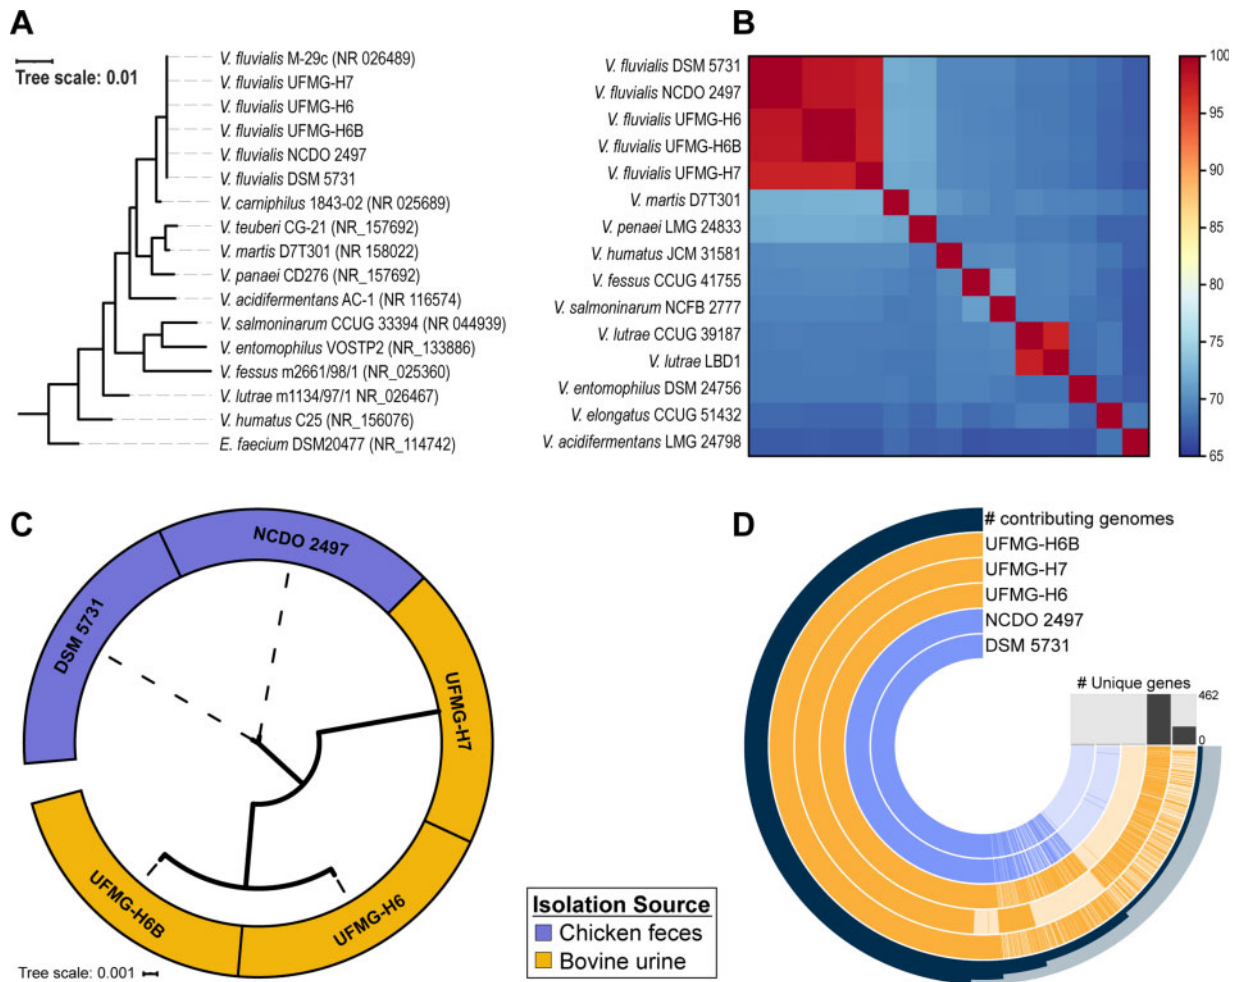 A
Tree scale: 0.01
V. fluvialis M-29c (NR 026489)
V. fluvialis UFMG-H7
V. fluvialis UFMG-H6
V. fluvialis UFMG-H6B
V. fluvialis NCDO 2497
V. fluvialis DSM 5731
V. carniphilus 1843-02 (NR 025689)
V. teuberi CG-21 (NR_157692)
V. martis D7T301 (NR 158022)
V. panaei CD276 (NR_157692)
V. acidifermentans AC-1 (NR 116574)
V. salmoninarum CCUG 33394 (NR 044939)
V. entomophilus VOSTP2 (NR_133886)
V. fessus m2661/98/1 (NR_025360)
V. lutrae m1134/97/1 NR_026467)
V. humatus C25 (NR_156076)
E. faecium DSM20477 (NR_114742)
B
V. fluvialis DSM 5731
V. fluvialis NCDO 2497
V. fluvialis UFMG-H6
V. fluvialis UFMG-H6B
V. fluvialis UFMG-H7
V. martis D7T301
V. penaei LMG 24833
V. humatus JCM 31581
V. fessus CCUG 41755
V. salmoninarum NCFB 2777
V. lutrae CCUG 39187
V. lutrae LBD1
V. entomophilus DSM 24756
V. elongatus CCUG 51432
V. acidifermentans LMG 24798
100
95
90
85
80
75
70
65
C
NCDO 2497
DSM 5731
UFMG-H7
UFMG-H6B
UFMG-H6
Tree scale: 0.001
Isolation Source
Chicken feces
Bovine urine
D
# contributing genomes
UFMG-H6B
UFMG-H7
UFMG-H6
NCDO 2497
DSM 5731
# Unique genes
462
0